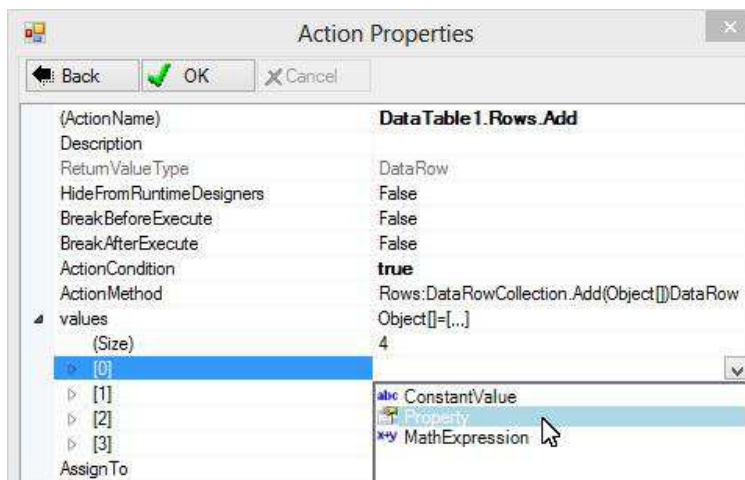 Action Properties
Back OK Cancel
(ActionName) DataTable1.Rows.Add
Description
ReturnValueType DataRow
HideFromRuntimeDesigners False
BreakBeforeExecute False
BreakAfterExecute False
ActionCondition true
ActionMethod Rows:DataRowCollection.Add(Object[])DataRow
values Object[]=[...]
(Size) 4
[0]
[1] abc ConstantValue
[2] Property
x+y MathExpression
[3]
AssignTo